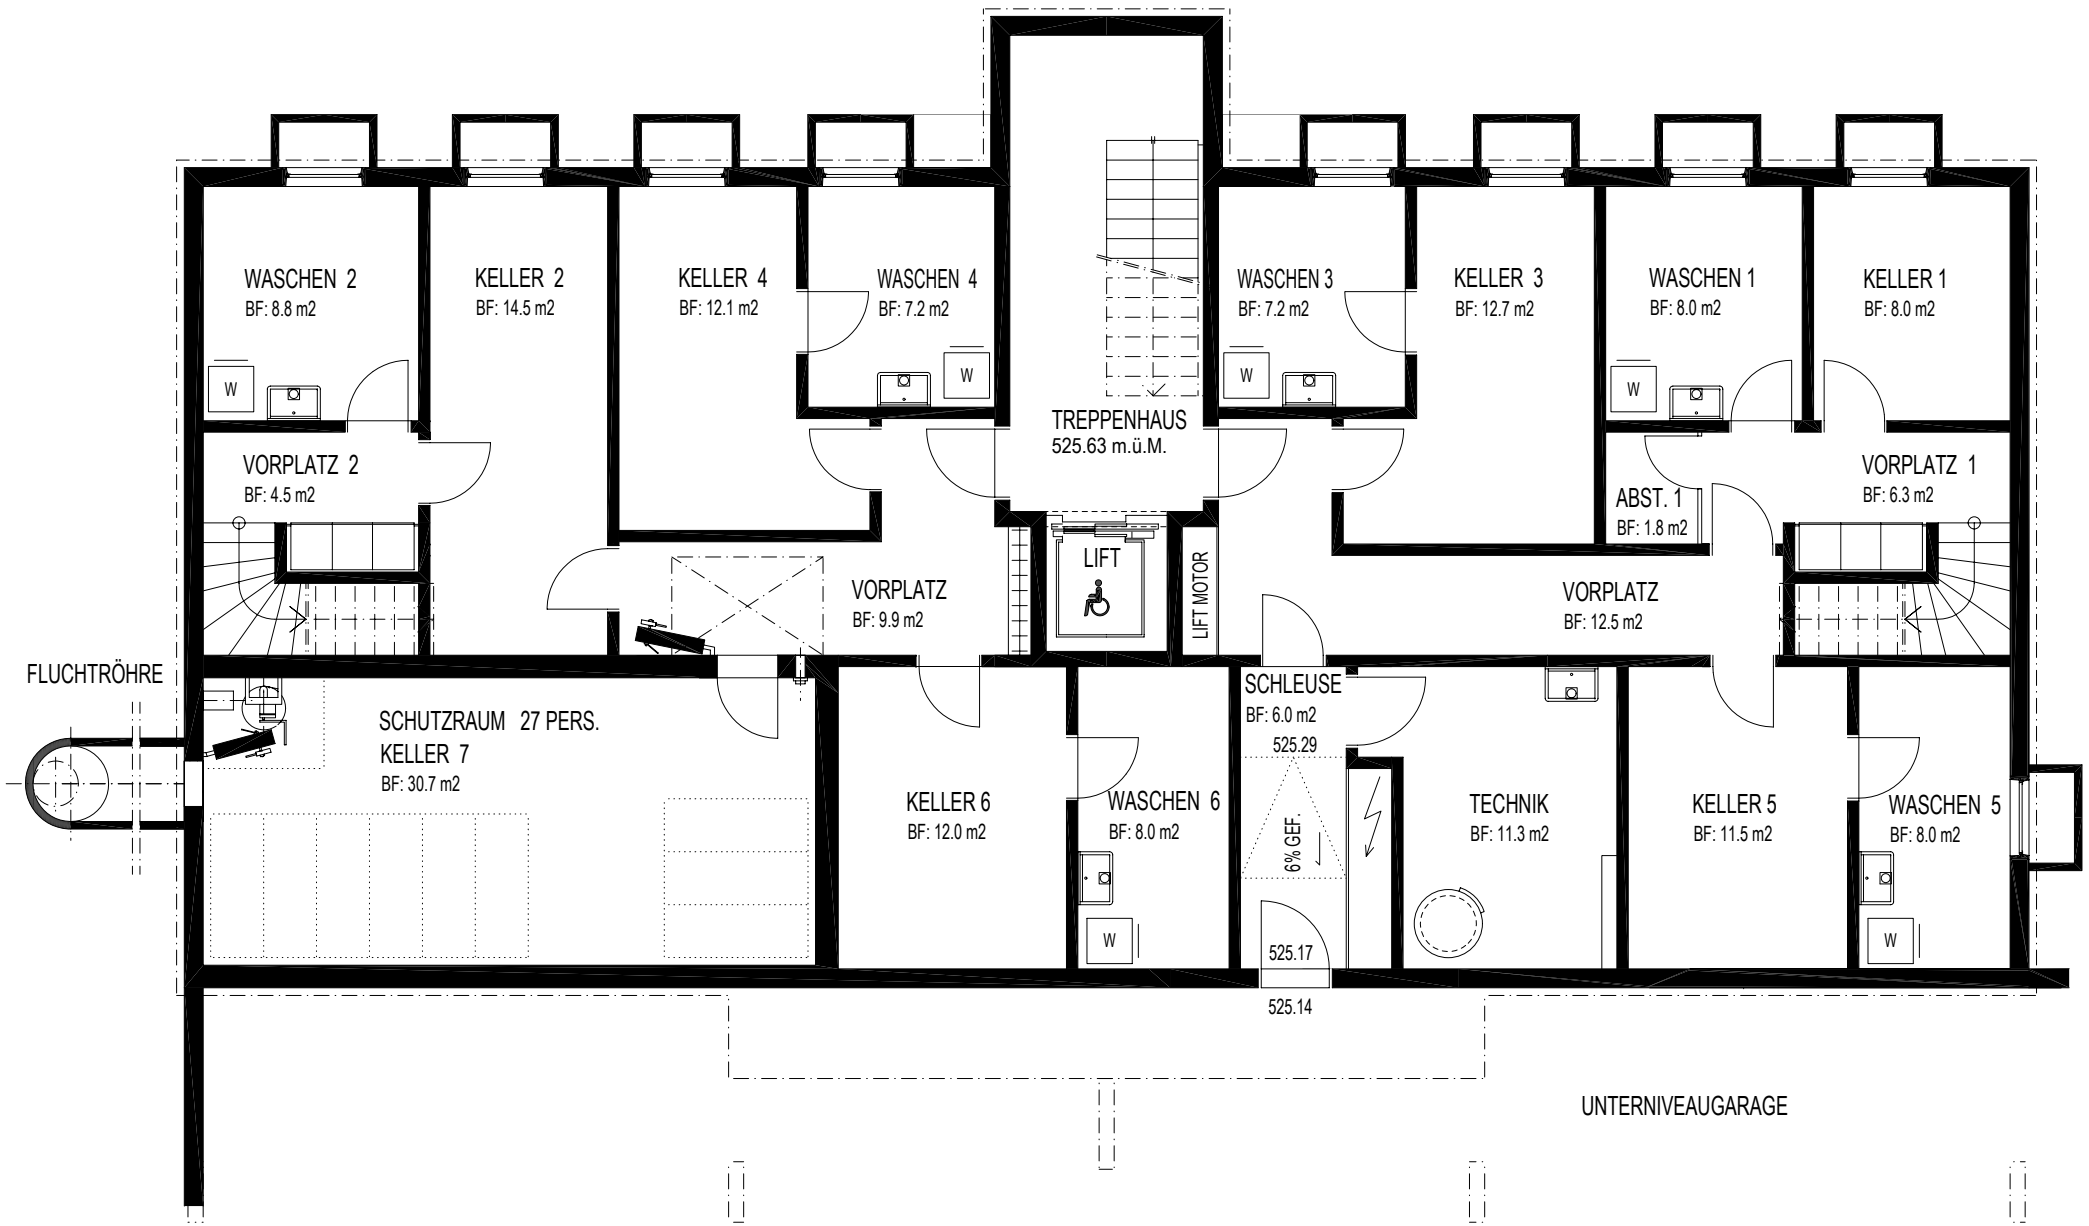 WASCHEN 2
BF: 8.8 m2
KELLER 2
BF: 14.5 m2
KELLER 4
BF: 12.1 m2
WASCHEN 4
BF: 7.2 m2
WASCHEN 3
BF: 7.2 m2
KELLER 3
BF: 12.7 m2
WASCHEN 1
BF: 8.0 m2
KELLER 1
BF: 8.0 m2
W
W
W
W
TREPPENHAUS
525.63 m.ü.M.
VORPLATZ 2
BF: 4.5 m2
VORPLATZ 1
BF: 6.3 m2
ABST. 1
BF: 1.8 m2
LIFT
LIFT MOTOR
VORPLATZ
BF: 9.9 m2
VORPLATZ
BF: 12.5 m2
FLUCHTRÖHRE
SCHUTZRAUM 27 PERS.
KELLER 7
BF: 30.7 m2
SCHLEUSE
BF: 6.0 m2
525.29
KELLER 6
BF: 12.0 m2
WASCHEN 6
BF: 8.0 m2
6% GEF.
TECHNIK
BF: 11.3 m2
KELLER 5
BF: 11.5 m2
WASCHEN 5
BF: 8.0 m2
W
W
525.17
525.14
UNTERNIVEAUGARAGE